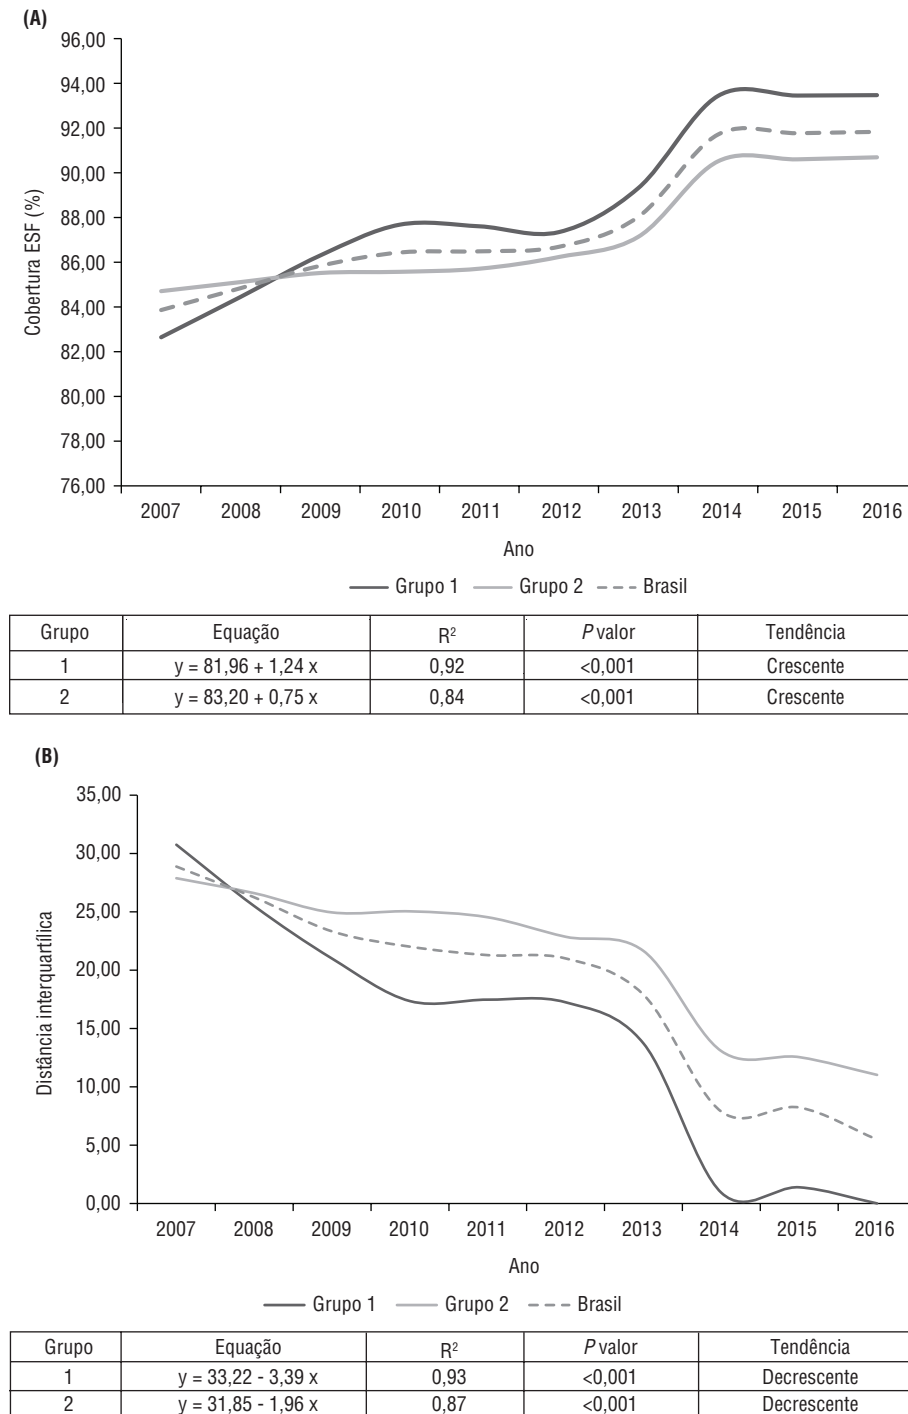 (A)
Cobertura ESF (%)
96,00
94,00
92,00
90,00
88,00
86,00
84,00
82,00
80,00
78,00
76,00
2007 2008 2009 2010 2011 2012 2013 2014 2015 2016
Ano
Grupo 1 Grupo 2 Brasil
Grupo Equação R² P valor Tendência
1 y = 81,96 + 1,24 x 0,92 <0,001 Crescente
2 y = 83,20 + 0,75 x 0,84 <0,001 Crescente
(B)
Distância interquartílica
35,00
30,00
25,00
20,00
15,00
10,00
5,00
0,00
2007 2008 2009 2010 2011 2012 2013 2014 2015 2016
Ano
Grupo 1 Grupo 2 Brasil
Grupo Equação R² P valor Tendência
1 y = 33,22 - 3,39 x 0,93 <0,001 Decrescente
2 y = 31,85 - 1,96 x 0,87 <0,001 Decrescente